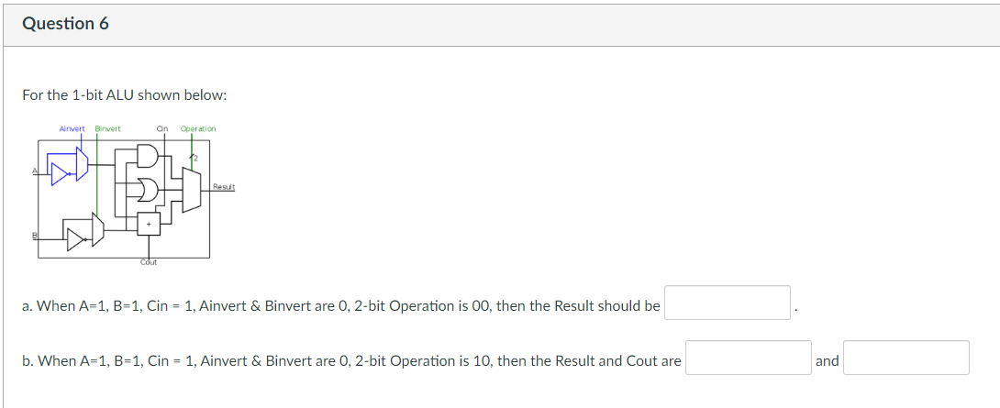 Question 6
For the 1-bit ALU shown below:
Ainvert Binvert Cin Operation
2
A
Result
+
B
Cout
a. When A=1, B=1, Cin = 1, Ainvert & Binvert are 0, 2-bit Operation is 00, then the Result should be .
b. When A=1, B=1, Cin = 1, Ainvert & Binvert are 0, 2-bit Operation is 10, then the Result and Cout are and